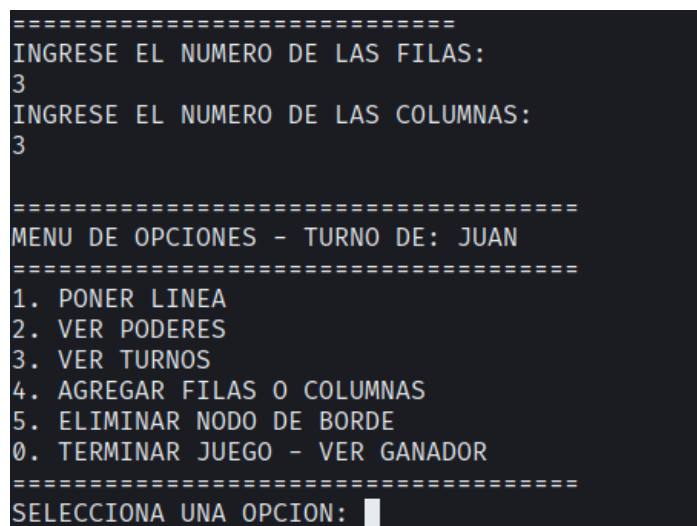 =============================
INGRESE EL NUMERO DE LAS FILAS:
3
INGRESE EL NUMERO DE LAS COLUMNAS:
3
=====================================
MENU DE OPCIONES - TURNO DE: JUAN
=====================================
1. PONER LINEA
2. VER PODERES
3. VER TURNOS
4. AGREGAR FILAS O COLUMNAS
5. ELIMINAR NODO DE BORDE
0. TERMINAR JUEGO - VER GANADOR
=====================================
SELECCIONA UNA OPCION: